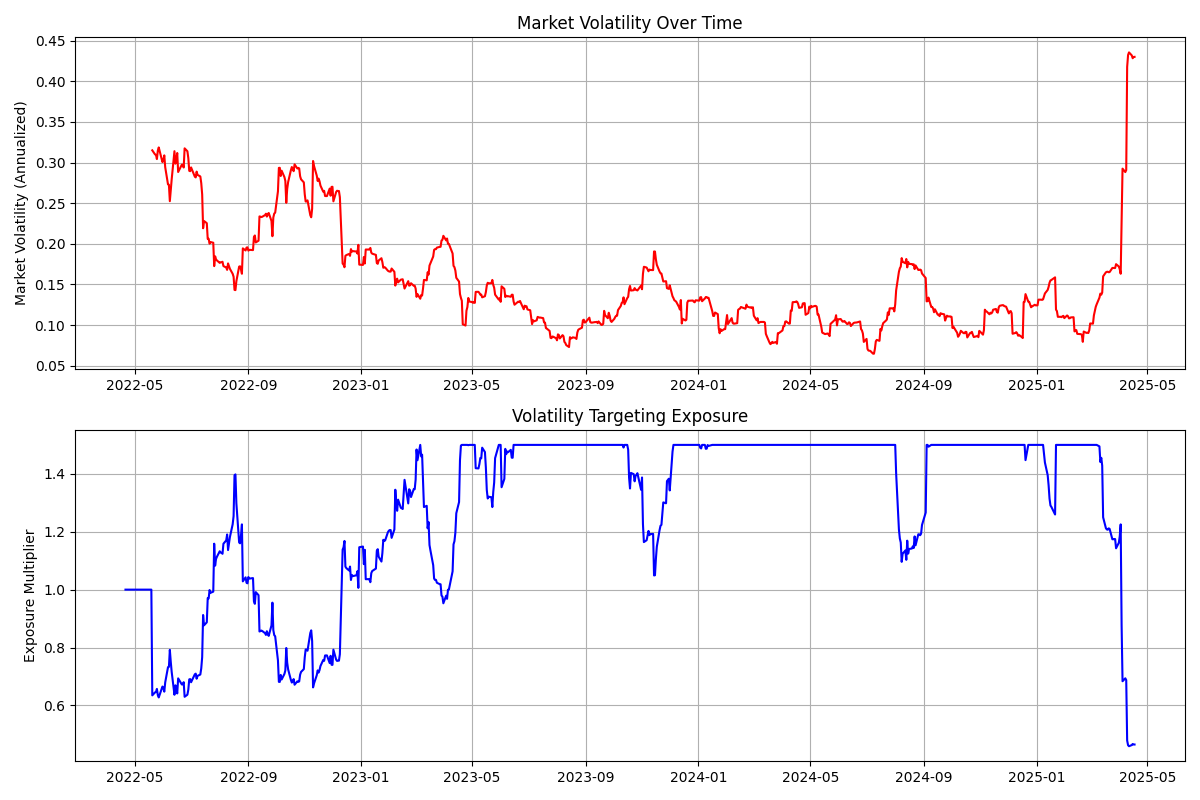 Market Volatility Over Time
Market Volatility (Annualized)
0.45
0.40
0.35
0.30
0.25
0.20
0.15
0.10
0.05
2022-05 2022-09 2023-01 2023-05 2023-09 2024-01 2024-05 2024-09 2025-01 2025-05
Volatility Targeting Exposure
Exposure Multiplier
1.4
1.2
1.0
0.8
0.6
2022-05 2022-09 2023-01 2023-05 2023-09 2024-01 2024-05 2024-09 2025-01 2025-05